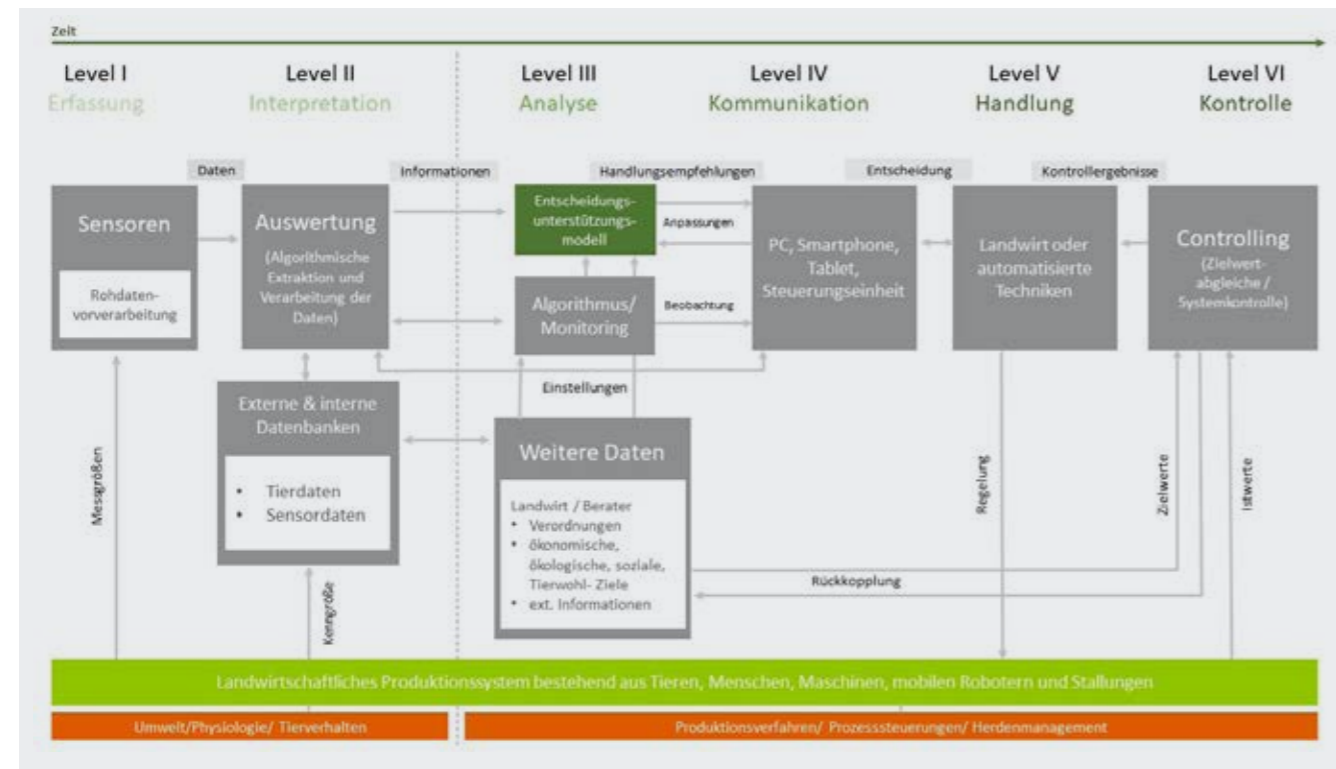 Zeit
Level I
Erfassung
Level II
Interpretation
Level III
Analyse
Level IV
Kommunikation
Level V
Handlung
Level VI
Kontrolle
Daten
Informationen
Handlungsempfehlungen
Entscheidung
Kontrollergebnisse
Sensoren
Rohdaten-
vorverarbeitung
Auswertung
(Algorithmische
Extraktion und
Verarbeitung der
Daten)
Entscheidungs-
unterstützungs-
modell
Anpassungen
Algorithmus/
Monitoring
Beobachtung
PC, Smartphone,
Tablet,
Steuerungseinheit
Landwirt oder
automatisierte
Techniken
Controlling
(Zielwert-
abgleiche /
Systemkontrolle)
Einstellungen
Externe & interne
Datenbanken
• Tierdaten
• Sensordaten
Weitere Daten
Landwirt / Berater
• Verordnungen
• ökonomische,
ökologische, soziale,
Tierwohl- Ziele
• ext. Informationen
Messgrößen
Kenngröße
Regelung
Zielwerte
Istwerte
Rückkopplung
Landwirtschaftliches Produktionssystem bestehend aus Tieren, Menschen, Maschinen, mobilen Robotern und Stallungen
Umwelt/Physiologie/ Tierverhalten
Produktionsverfahren/ Prozesssteuerungen/ Herdenmanagement